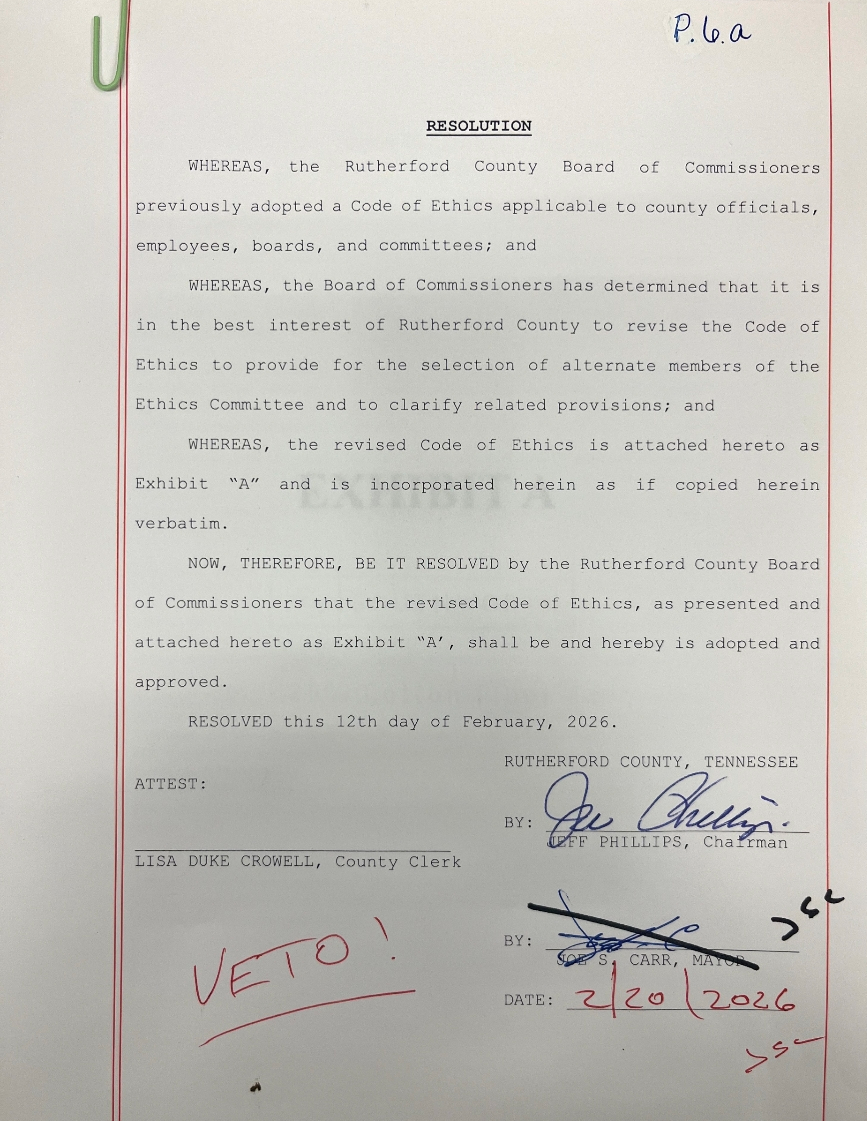 P.6.a
RESOLUTION
WHEREAS, the Rutherford County Board of Commissioners
previously adopted a Code of Ethics applicable to county officials,
employees, boards, and committees; and
WHEREAS, the Board of Commissioners has determined that it is
in the best interest of Rutherford County to revise the Code of
Ethics to provide for the selection of alternate members of the
Ethics Committee and to clarify related provisions; and
WHEREAS, the revised Code of Ethics is attached hereto as
Exhibit “A” and is incorporated herein as if copied herein
verbatim.
NOW, THEREFORE, BE IT RESOLVED by the Rutherford County Board
of Commissioners that the revised Code of Ethics, as presented and
attached hereto as Exhibit “A’, shall be and hereby is adopted and
approved.
RESOLVED this 12th day of February, 2026.
RUTHERFORD COUNTY, TENNESSEE
ATTEST:
BY: Jeff Phillips
JEFF PHILLIPS, Chairman
LISA DUKE CROWELL, County Clerk
BY:
JOE S. CARR, MAYOR
VETO!
DATE: 2/20/2026